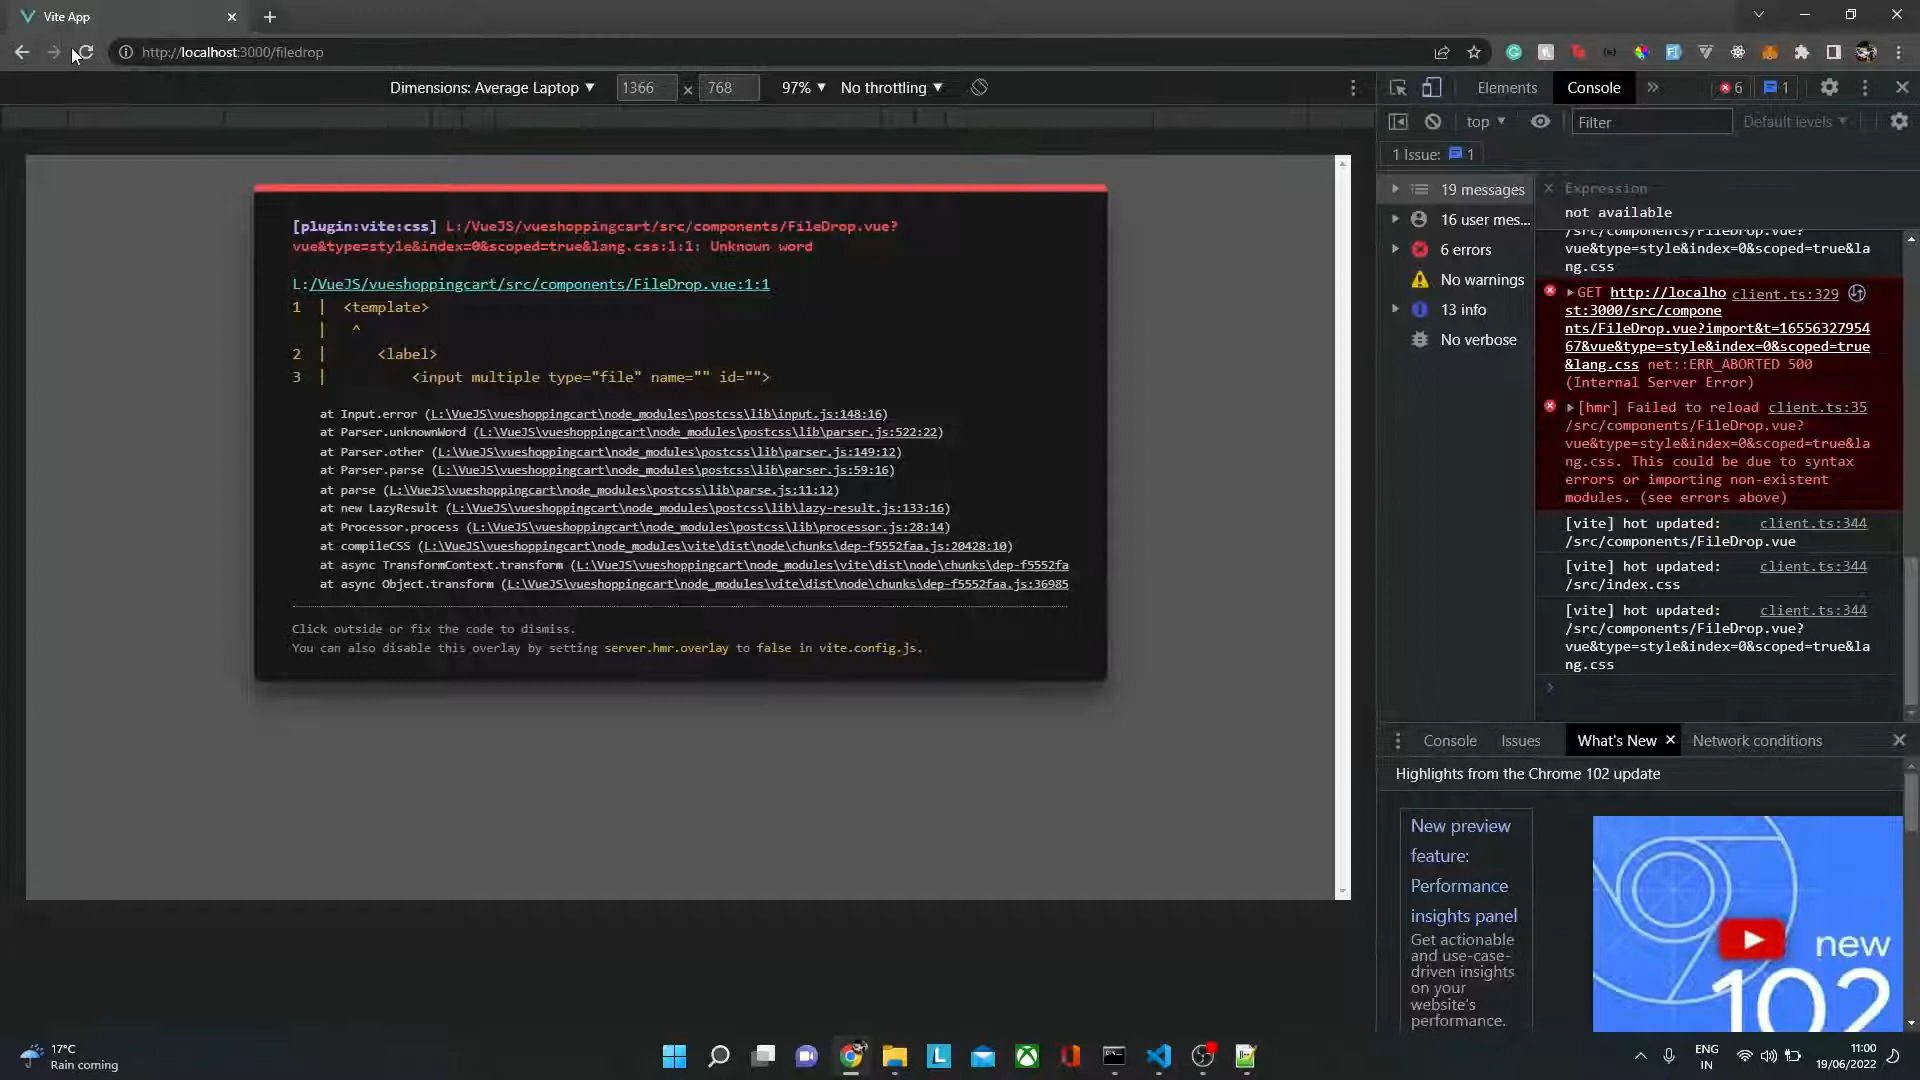 Vite App
http://localhost:3000/filedrop
Dimensions: Average Laptop ▼ 1366 × 768 97% ▼ No throttling ▼
Elements Console » 6 1
top ▼ Filter Default levels ▼
1 Issue: 1
19 messages
16 user mes...
6 errors
No warnings
13 info
No verbose
Expression
not available
/src/components/FileDrop.vue?
vue&type=style&index=0&scoped=true&la
ng.css
GET http://localho client.ts:329
st:3000/src/compone
nts/FileDrop.vue?import&t=16556327954
67&vue&type=style&index=0&scoped=true
&lang.css net::ERR_ABORTED 500
(Internal Server Error)
[hmr] Failed to reload client.ts:35
/src/components/FileDrop.vue?
vue&type=style&index=0&scoped=true&la
ng.css. This could be due to syntax
errors or importing non-existent
modules. (see errors above)
[vite] hot updated: client.ts:344
/src/components/FileDrop.vue
[vite] hot updated: client.ts:344
/src/index.css
[vite] hot updated: client.ts:344
/src/components/FileDrop.vue?
vue&type=style&index=0&scoped=true&la
ng.css
[plugin:vite:css] L:/VueJS/vueshoppingcart/src/components/FileDrop.vue?
vue&type=style&index=0&scoped=true&lang.css:1:1: Unknown word
L:/VueJS/vueshoppingcart/src/components/FileDrop.vue:1:1
1 | <template>
| ^
2 | <label>
3 | <input multiple type="file" name="" id="">
at Input.error (L:\VueJS\vueshoppingcart\node_modules\postcss\lib\input.js:148:16)
at Parser.unknownWord (L:\VueJS\vueshoppingcart\node_modules\postcss\lib\parser.js:522:22)
at Parser.other (L:\VueJS\vueshoppingcart\node_modules\postcss\lib\parser.js:149:12)
at Parser.parse (L:\VueJS\vueshoppingcart\node_modules\postcss\lib\parser.js:59:16)
at parse (L:\VueJS\vueshoppingcart\node_modules\postcss\lib\parse.js:11:12)
at new LazyResult (L:\VueJS\vueshoppingcart\node_modules\postcss\lib\lazy-result.js:133:16)
at Processor.process (L:\VueJS\vueshoppingcart\node_modules\postcss\lib\processor.js:28:14)
at compileCSS (L:\VueJS\vueshoppingcart\node_modules\vite\dist\node\chunks\dep-f5552faa.js:20428:10)
at async TransformContext.transform (L:\VueJS\vueshoppingcart\node_modules\vite\dist\node\chunks\dep-f5552fa
at async Object.transform (L:\VueJS\vueshoppingcart\node_modules\vite\dist\node\chunks\dep-f5552faa.js:36985
Click outside or fix the code to dismiss.
You can also disable this overlay by setting server.hmr.overlay to false in vite.config.js.
Console Issues What's New Network conditions
Highlights from the Chrome 102 update
New preview
feature:
Performance
insights panel
Get actionable
and use-case-
driven insights
on your
website's
performance.
new
102
17°C
Rain coming
ENG
IN
11:00
19/06/2022